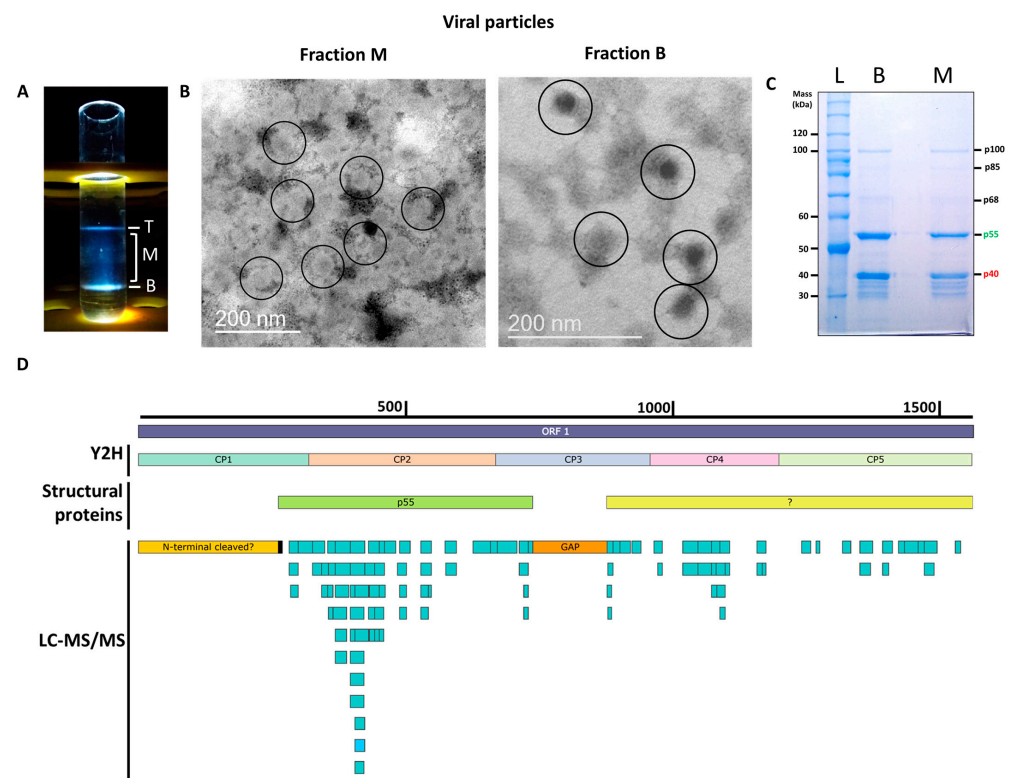 Viral particles
Fraction M
Fraction B
A
B
C
L B M
T
M
B
200 nm
200 nm
Mass
(kDa)
120
100
60
50
40
30
p100
p85
p68
p55
p40
D
500 1000 1500
ORF 1
Y2H
CP1 CP2 CP3 CP4 CP5
Structural
proteins
p55 ?
N-terminal cleaved? GAP
LC-MS/MS